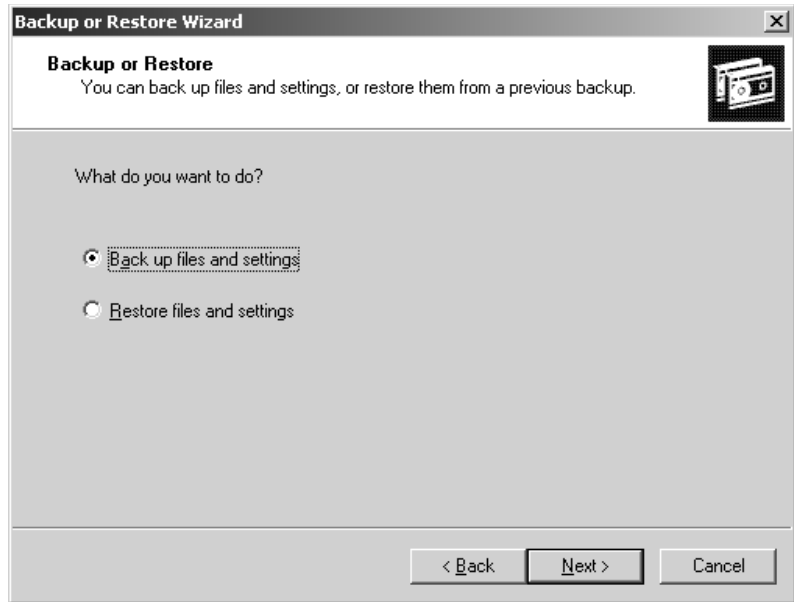 Backup or Restore Wizard
Backup or Restore
You can back up files and settings, or restore them from a previous backup.
What do you want to do?
Back up files and settings
Restore files and settings
< Back Next > Cancel